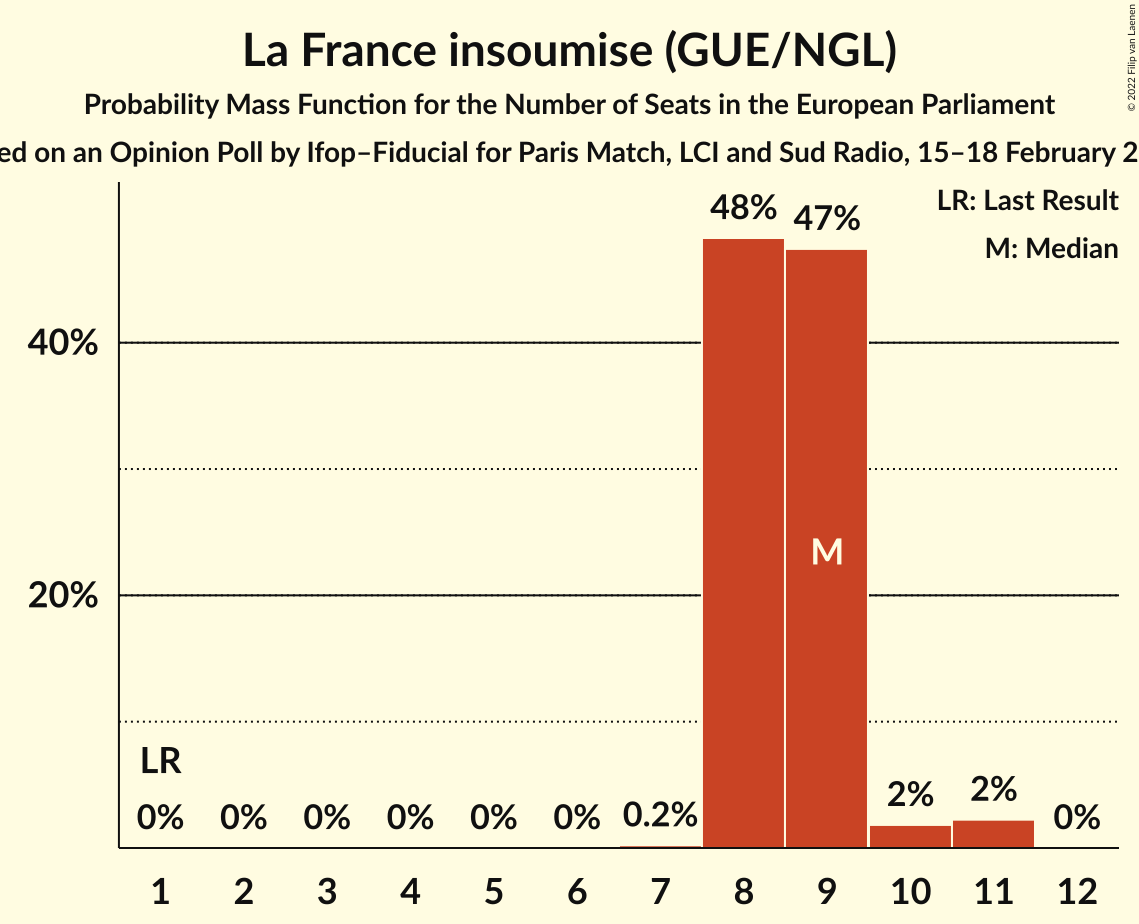 La France insoumise (GUE/NGL)
Probability Mass Function for the Number of Seats in the European Parliament
on an Opinion Poll by Ifop–Fiducial for Paris Match, LCI and Sud Radio, 15–18 February
© 2022 Filip van Laenen
LR: Last Result
M: Median
48% 47%
40%
M
20%
LR
0% 0% 0% 0% 0% 0% 0.2% 2% 2% 0%
1 2 3 4 5 6 7 8 9 10 11 12